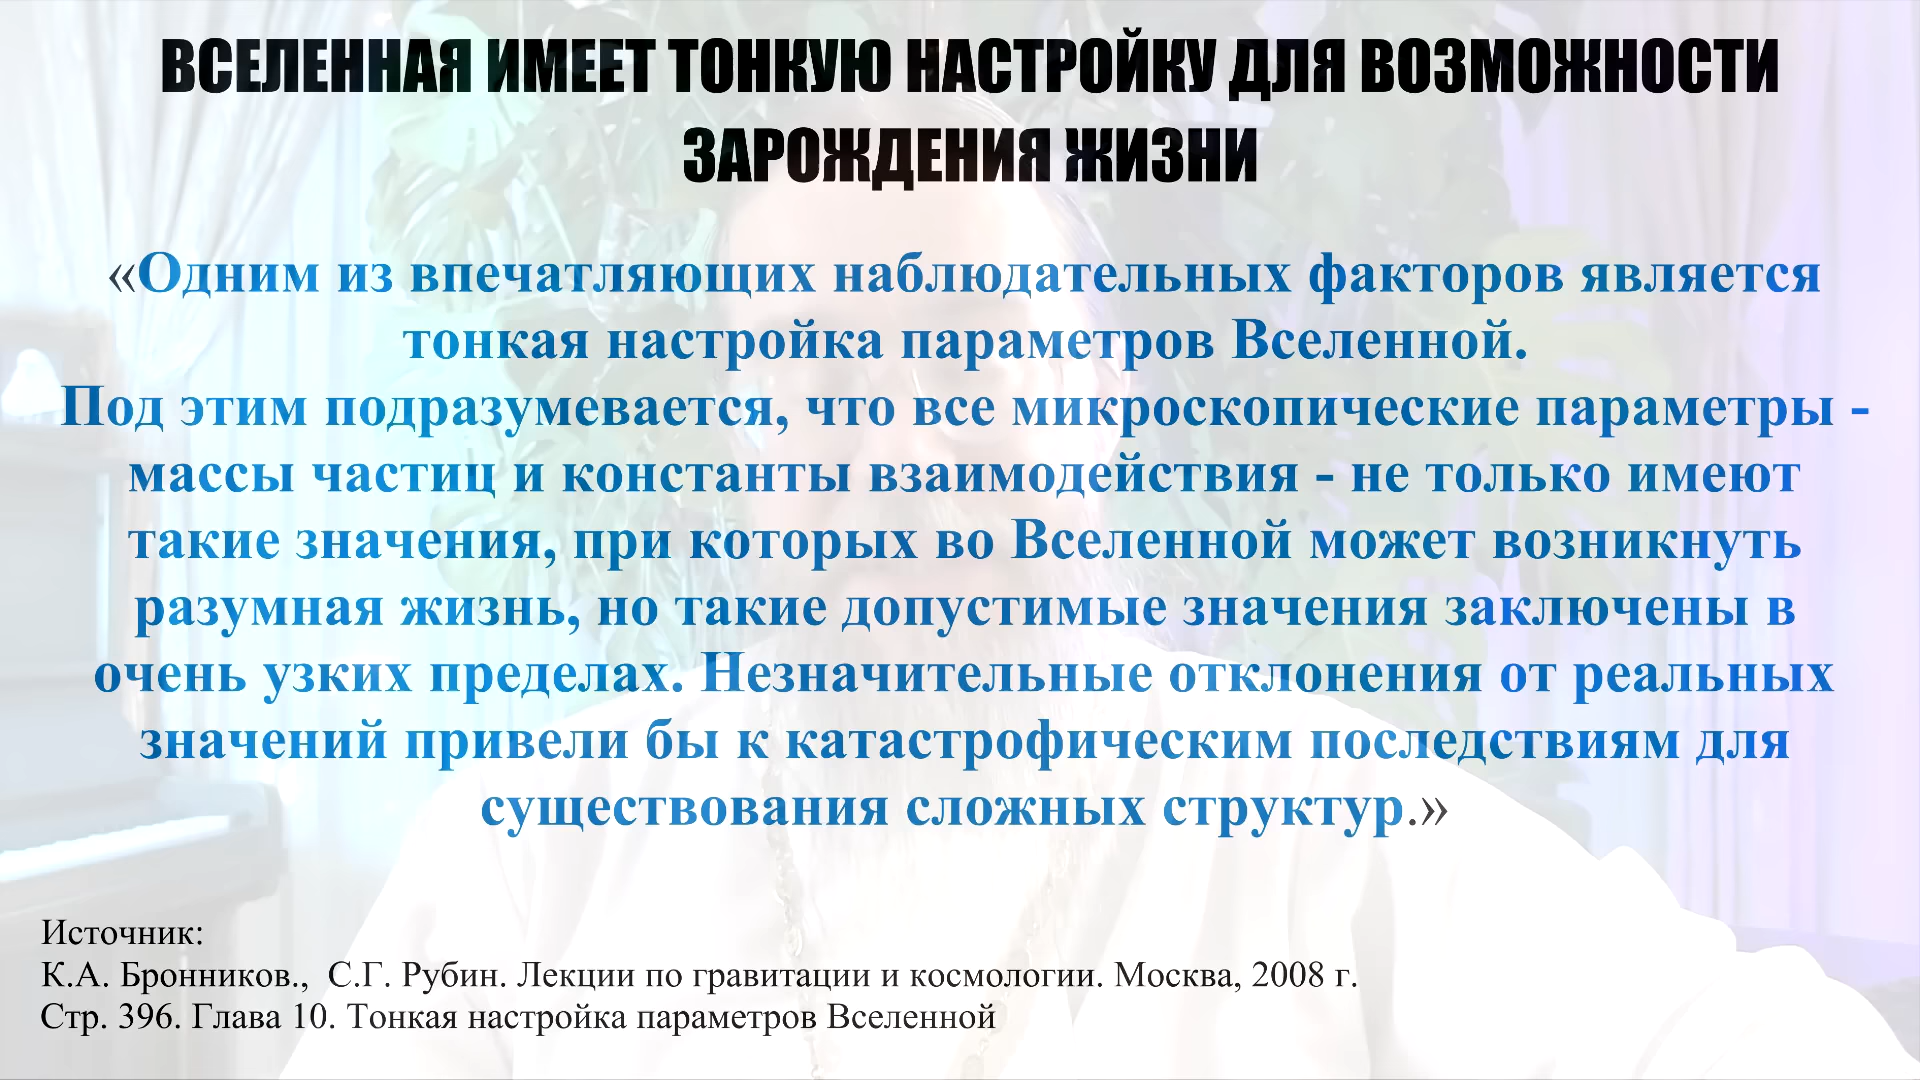 ВСЕЛЕННАЯ ИМЕЕТ ТОНКУЮ НАСТРОЙКУ ДЛЯ ВОЗМОЖНОСТИ
ЗАРОЖДЕНИЯ ЖИЗНИ
«Одним из впечатляющих наблюдательных факторов является
тонкая настройка параметров Вселенной.
Под этим подразумевается, что все микроскопические параметры -
массы частиц и константы взаимодействия - не только имеют
такие значения, при которых во Вселенной может возникнуть
разумная жизнь, но такие допустимые значения заключены в
очень узких пределах. Незначительные отклонения от реальных
значений привели бы к катастрофическим последствиям для
существования сложных структур.»
Источник:
К.А. Бронников.,  С.Г. Рубин. Лекции по гравитации и космологии. Москва, 2008 г.
Стр. 396. Глава 10. Тонкая настройка параметров Вселенной